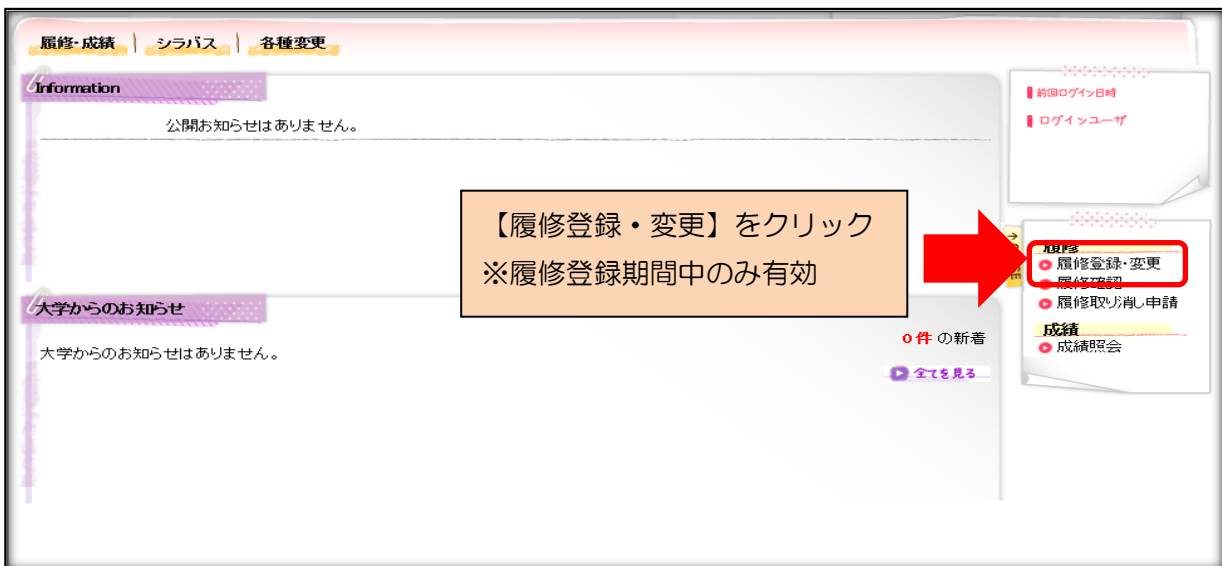 履修・成績 シラバス 各種変更
Information
公開お知らせはありません。
前回ログイン日時
ログインユーザ
【履修登録・変更】をクリック
※履修登録期間中のみ有効
履修
履修登録・変更
履修確認
履修取り消し申請
成績
成績照会
大学からのお知らせ
0件 の新着
大学からのお知らせはありません。
全てを見る